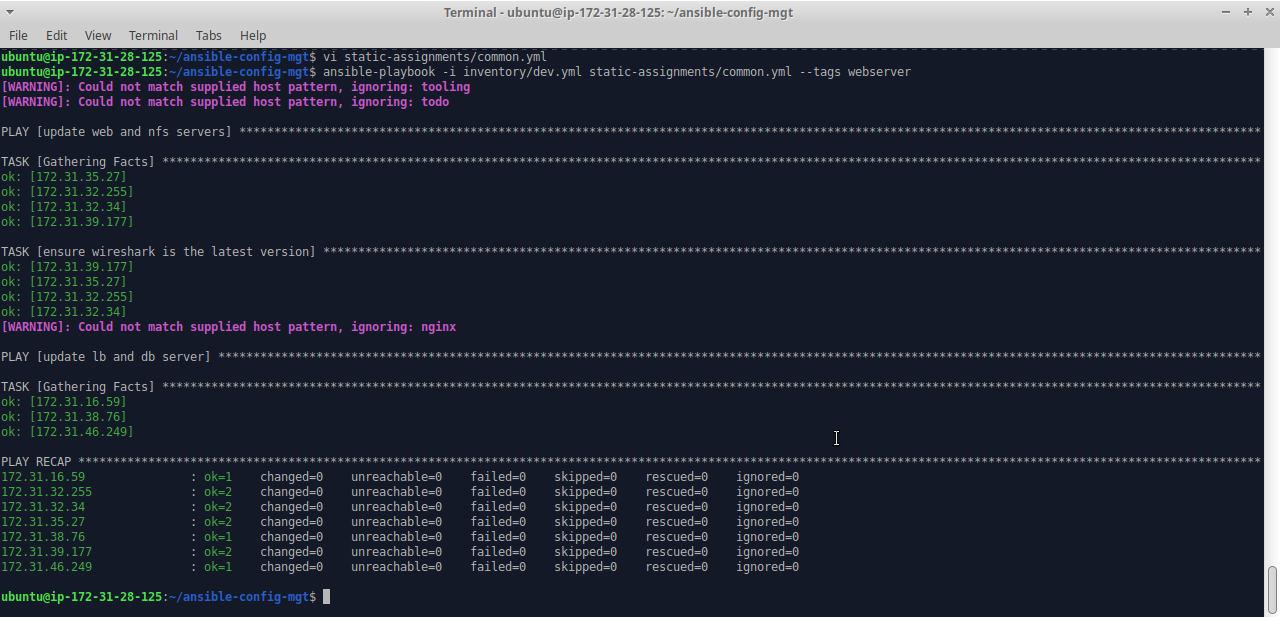 Terminal - ubuntu@ip-172-31-28-125: ~/ansible-config-mgt
File Edit View Terminal Tabs Help
ubuntu@ip-172-31-28-125:~/ansible-config-mgt$ vi static-assignments/common.yml
ubuntu@ip-172-31-28-125:~/ansible-config-mgt$ ansible-playbook -i inventory/dev.yml static-assignments/common.yml --tags webserver
[WARNING]: Could not match supplied host pattern, ignoring: tooling
[WARNING]: Could not match supplied host pattern, ignoring: todo
PLAY [update web and nfs servers] **************************************************************************************************************************************************
TASK [Gathering Facts] *************************************************************************************************************************************************************
ok: [172.31.35.27]
ok: [172.31.32.255]
ok: [172.31.32.34]
ok: [172.31.39.177]
TASK [ensure wireshark is the latest version] **************************************************************************************************************************************
ok: [172.31.39.177]
ok: [172.31.35.27]
ok: [172.31.32.255]
ok: [172.31.32.34]
[WARNING]: Could not match supplied host pattern, ignoring: nginx
PLAY [update lb and db server] *****************************************************************************************************************************************************
TASK [Gathering Facts] *************************************************************************************************************************************************************
ok: [172.31.16.59]
ok: [172.31.38.76]
ok: [172.31.46.249]
PLAY RECAP *************************************************************************************************************************************************************************
172.31.16.59 : ok=1 changed=0 unreachable=0 failed=0 skipped=0 rescued=0 ignored=0
172.31.32.255 : ok=2 changed=0 unreachable=0 failed=0 skipped=0 rescued=0 ignored=0
172.31.32.34 : ok=2 changed=0 unreachable=0 failed=0 skipped=0 rescued=0 ignored=0
172.31.35.27 : ok=2 changed=0 unreachable=0 failed=0 skipped=0 rescued=0 ignored=0
172.31.38.76 : ok=1 changed=0 unreachable=0 failed=0 skipped=0 rescued=0 ignored=0
172.31.39.177 : ok=2 changed=0 unreachable=0 failed=0 skipped=0 rescued=0 ignored=0
172.31.46.249 : ok=1 changed=0 unreachable=0 failed=0 skipped=0 rescued=0 ignored=0
ubuntu@ip-172-31-28-125:~/ansible-config-mgt$